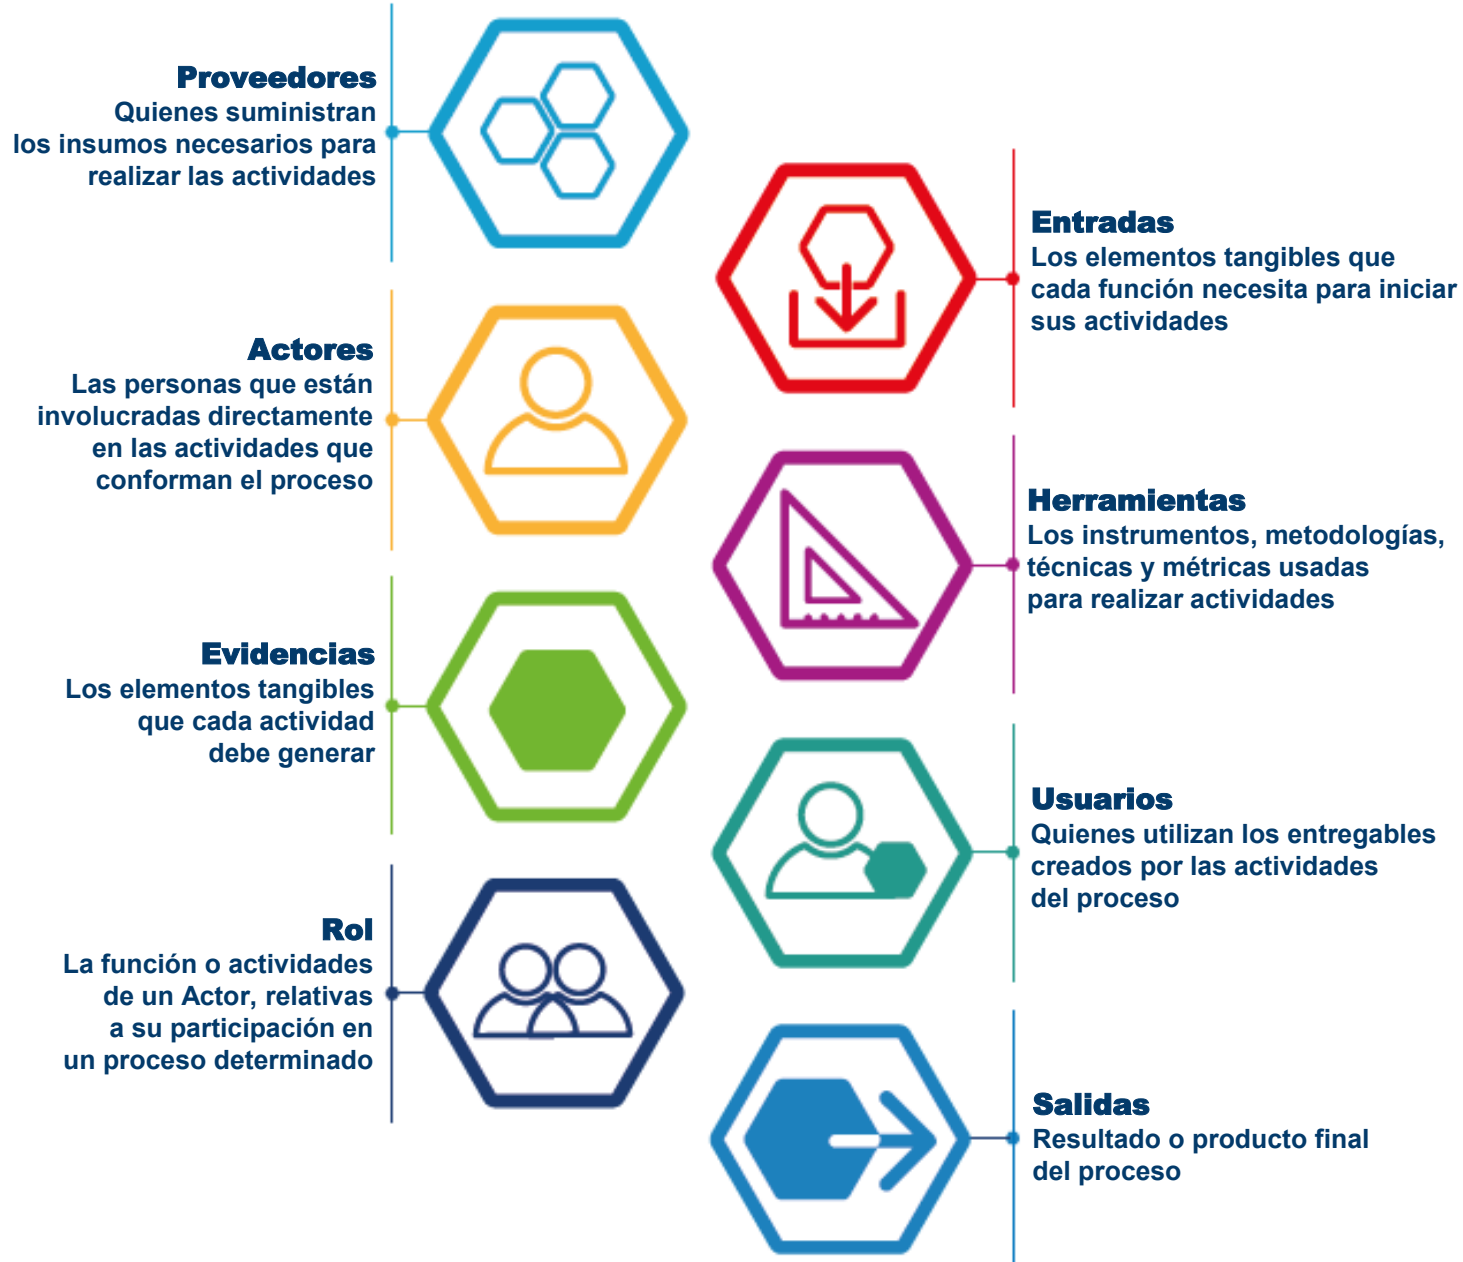 Proveedores
Quienes suministran
los insumos necesarios para
realizar las actividades
Entradas
Los elementos tangibles que
cada función necesita para iniciar
sus actividades
Actores
Las personas que están
involucradas directamente
en las actividades que
conforman el proceso
Herramientas
Los instrumentos, metodologías,
técnicas y métricas usadas
para realizar actividades
Evidencias
Los elementos tangibles
que cada actividad
debe generar
Usuarios
Quienes utilizan los entregables
creados por las actividades
del proceso
Rol
La función o actividades
de un Actor, relativas
a su participación en
un proceso determinado
Salidas
Resultado o producto final
del proceso